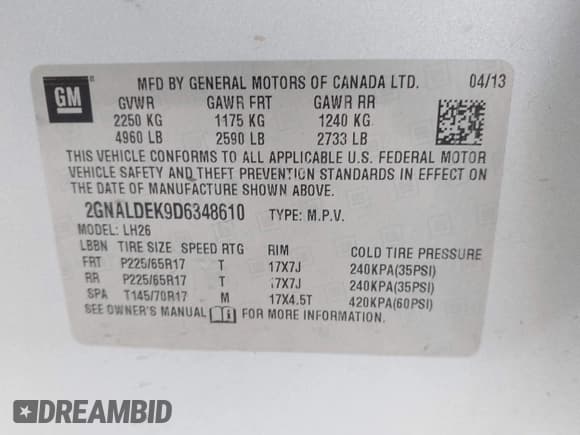 GM
MFD BY GENERAL MOTORS OF CANADA LTD. 04/13
GVWR GAWR FRT GAWR RR
2250 KG 1175 KG 1240 KG
4960 LB 2590 LB 2733 LB
THIS VEHICLE CONFORMS TO ALL APPLICABLE U.S. FEDERAL MOTOR
VEHICLE SAFETY AND THEFT PREVENTION STANDARDS IN EFFECT ON
THE DATE OF MANUFACTURE SHOWN ABOVE.
2GNALDEK9D6348610 TYPE: M.P.V.
MODEL: LH26
LBBN TIRE SIZE SPEED RTG RIM COLD TIRE PRESSURE
FRT P225/65R17 T 17X7J 240KPA(35PSI)
RR P225/65R17 T 17X7J 240KPA(35PSI)
SPA T145/70R17 M 17X4.5T 420KPA(60PSI)
SEE OWNER'S MANUAL FOR MORE INFORMATION.
DREAMBID